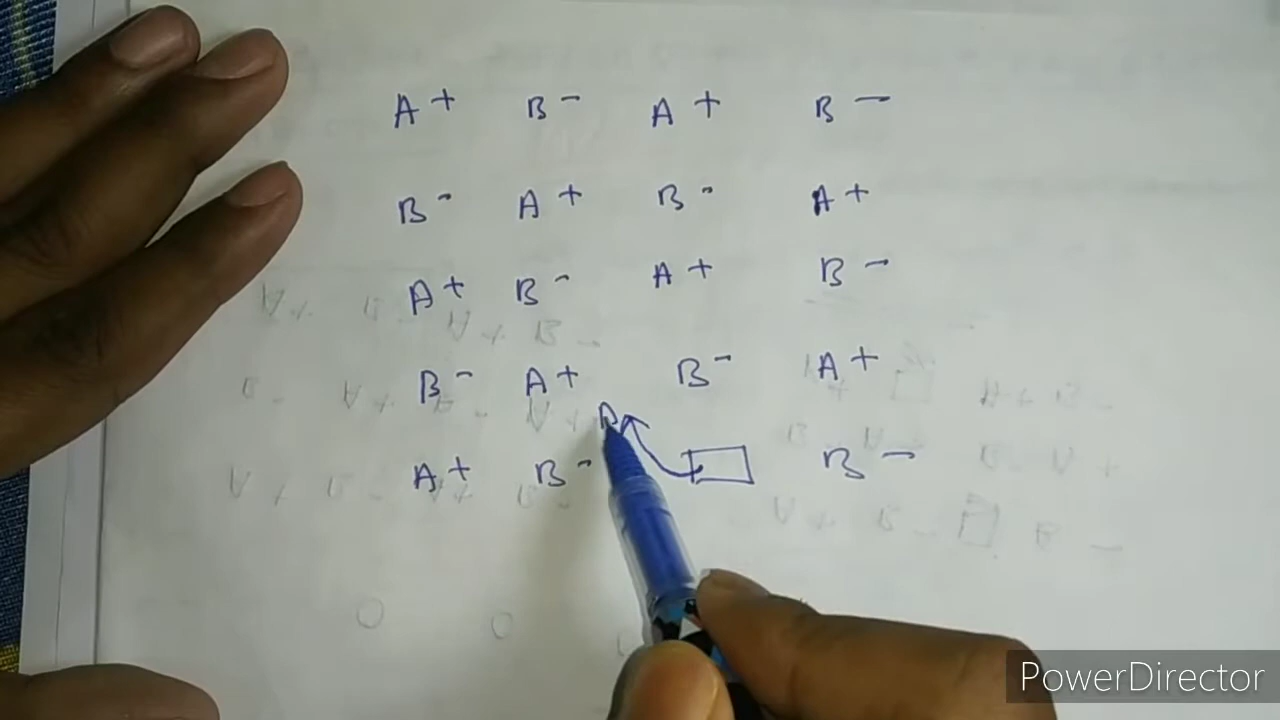 A+ B- A+ B-
B- A+ B- A+
A+ B- A+ B-
B- A+ B- A+
A+ B- B-
PowerDirector